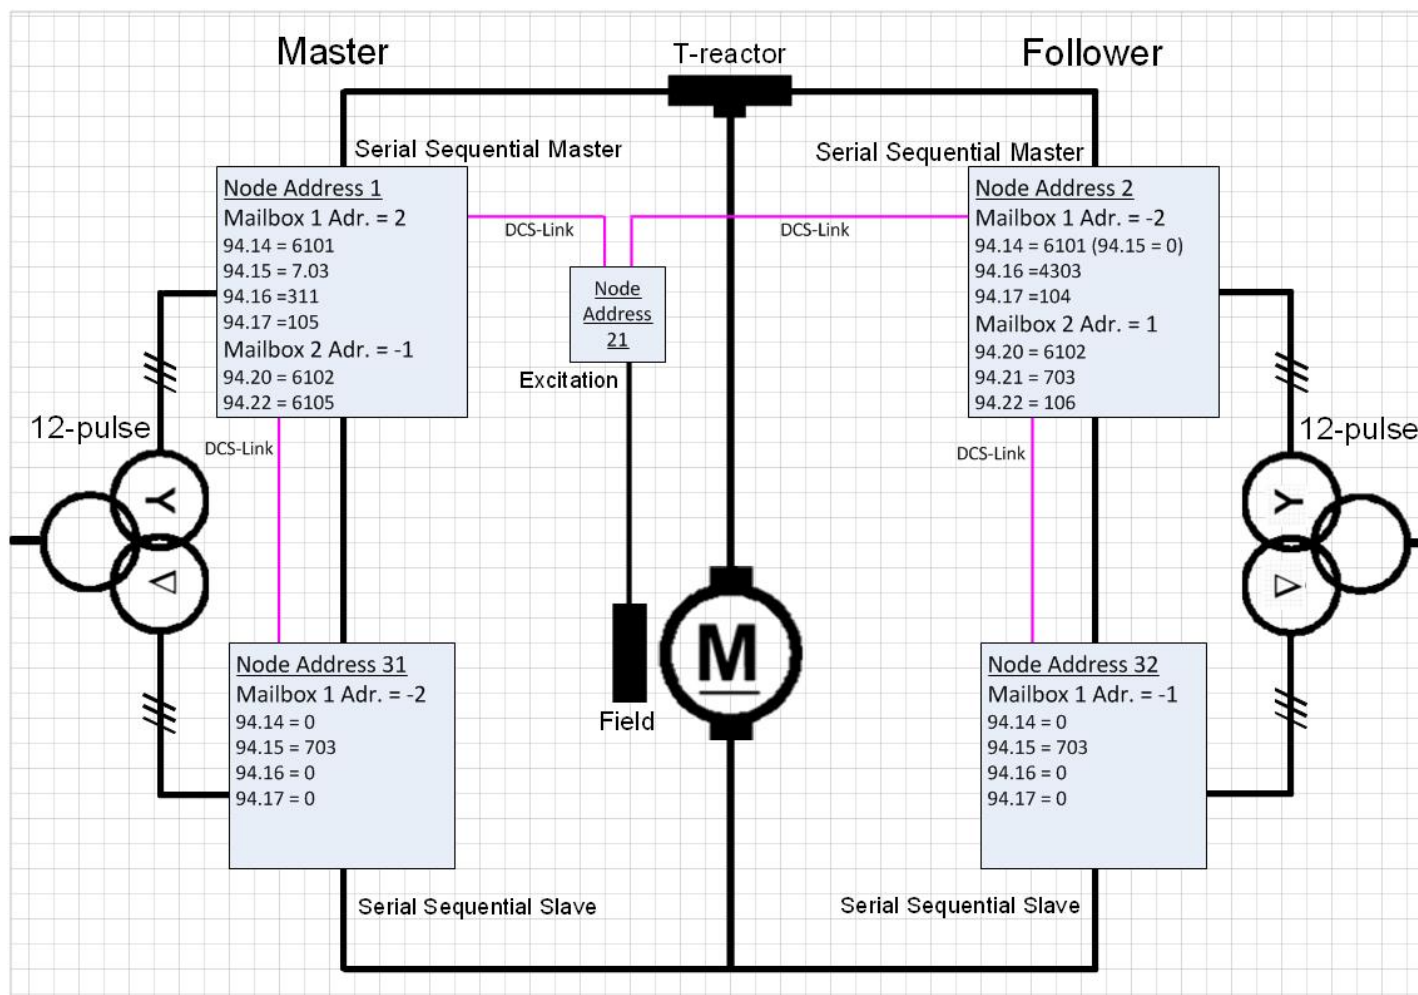 Master
T-reactor
Follower
Serial Sequential Master
Serial Sequential Master
Node Address 1
Mailbox 1 Adr. = 2
94.14 = 6101
94.15 = 7.03
94.16 =311
94.17 =105
Mailbox 2 Adr. = -1
94.20 = 6102
94.22 = 6105
DCS-Link
DCS-Link
Node
Address
21
Excitation
Node Address 2
Mailbox 1 Adr. = -2
94.14 = 6101 (94.15 = 0)
94.16 =4303
94.17 =104
Mailbox 2 Adr. = 1
94.20 = 6102
94.21 = 703
94.22 = 106
12-pulse
DCS-Link
DCS-Link
12-pulse
Y
Δ
Y
Δ
Node Address 31
Mailbox 1 Adr. = -2
94.14 = 0
94.15 = 703
94.16 = 0
94.17 = 0
Field
M
Node Address 32
Mailbox 1 Adr. = -1
94.14 = 0
94.15 = 703
94.16 = 0
94.17 = 0
Serial Sequential Slave
Serial Sequential Slave